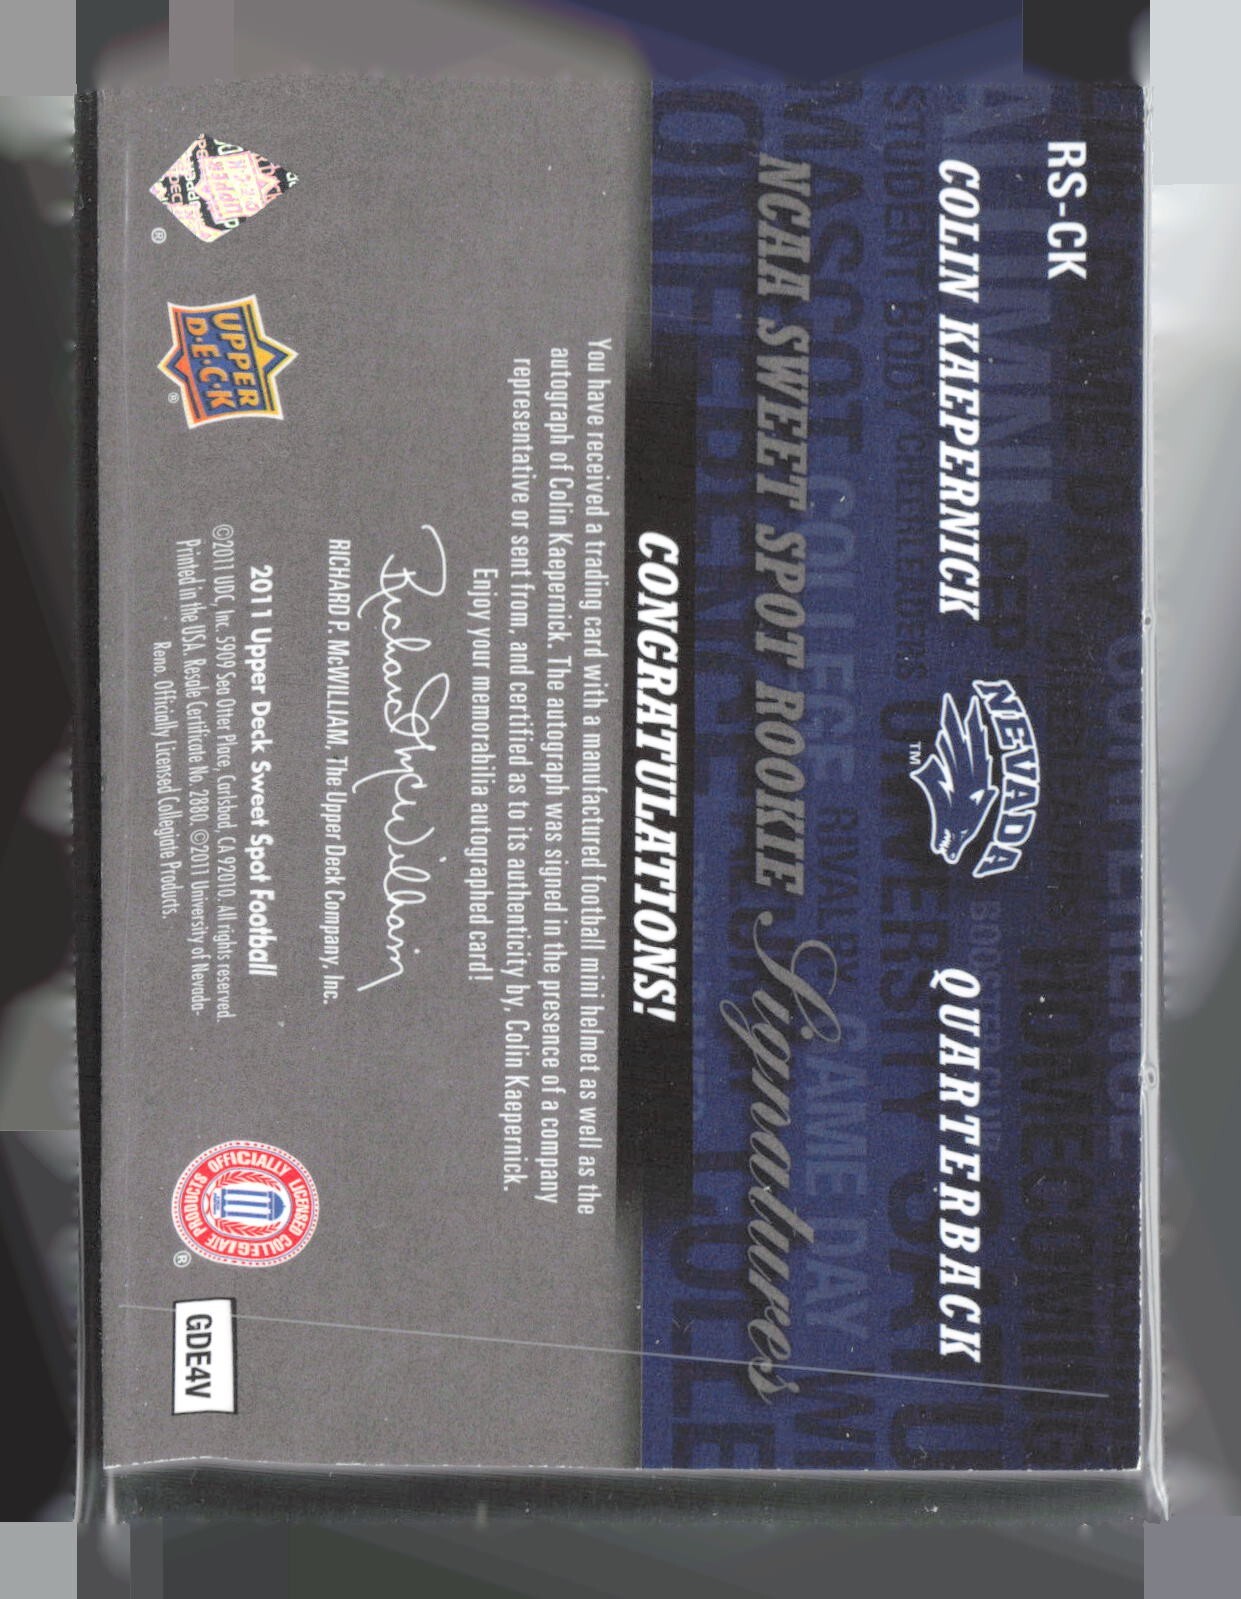 RS-CK
COLIN KAEPERNICK
NEVADA
TM
QUARTERBACK
NCAA SWEET SPOT ROOKIE Signatures
CONGRATULATIONS!
You have received a trading card with a manufactured football mini helmet as well as the
autograph of Colin Kaepernick. The autograph was signed in the presence of a company
representative or sent from, and certified as to its authenticity by, Colin Kaepernick.
Enjoy your memorabilia autographed card!
Richard McWilliam
RICHARD P. McWILLIAM, The Upper Deck Company, Inc.
2011 Upper Deck Sweet Spot Football
©2011 UDC, Inc. 5909 Sea Otter Place, Carlsbad, CA 92010. All rights reserved.
Printed in the USA. Resale Certificate No. 2880. ©2011 University of Nevada-
Reno. Officially Licensed Collegiate Products.
®
UPPER
D·E·C·K
®
OFFICIALLY LICENSED COLLEGIATE PRODUCTS
®
GDE4V